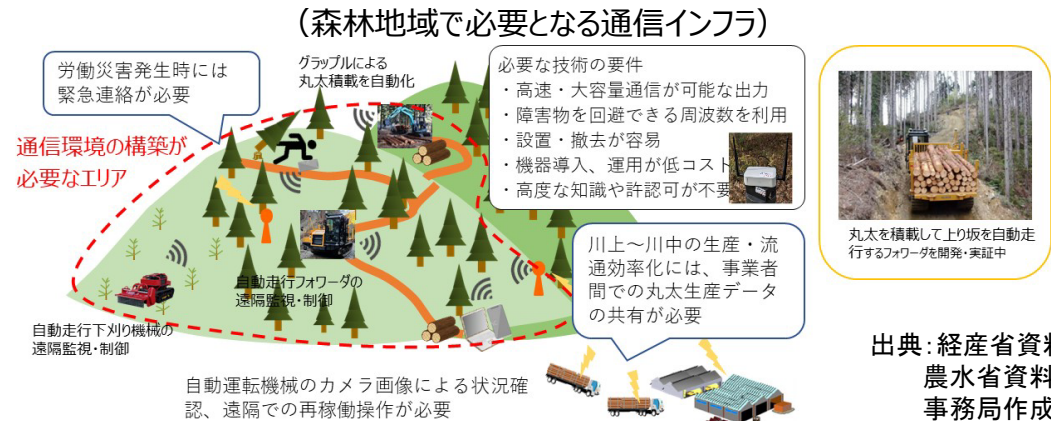 （森林地域で必要となる通信インフラ）
労働災害発生時には
緊急連絡が必要
グラップルによる
丸太積載を自動化
必要な技術の要件
・高速・大容量通信が可能な出力
・障害物を回避できる周波数を利用
・設置・撤去が容易
・機器導入、運用が低コスト
・高度な知識や許認可が不要
通信環境の構築が
必要なエリア
丸太を積載して上り坂を自動走
行するフォワーダを開発・実証中
川上～川中の生産・流
通効率化には、事業者
間での丸太生産データ
の共有が必要
自動走行フォワーダの
遠隔監視・制御
自動走行下刈り機械の
遠隔監視・制御
自動運転機械のカメラ画像による状況確
認、遠隔での再稼働操作が必要
出典：経産省資料
農水省資料
事務局作成